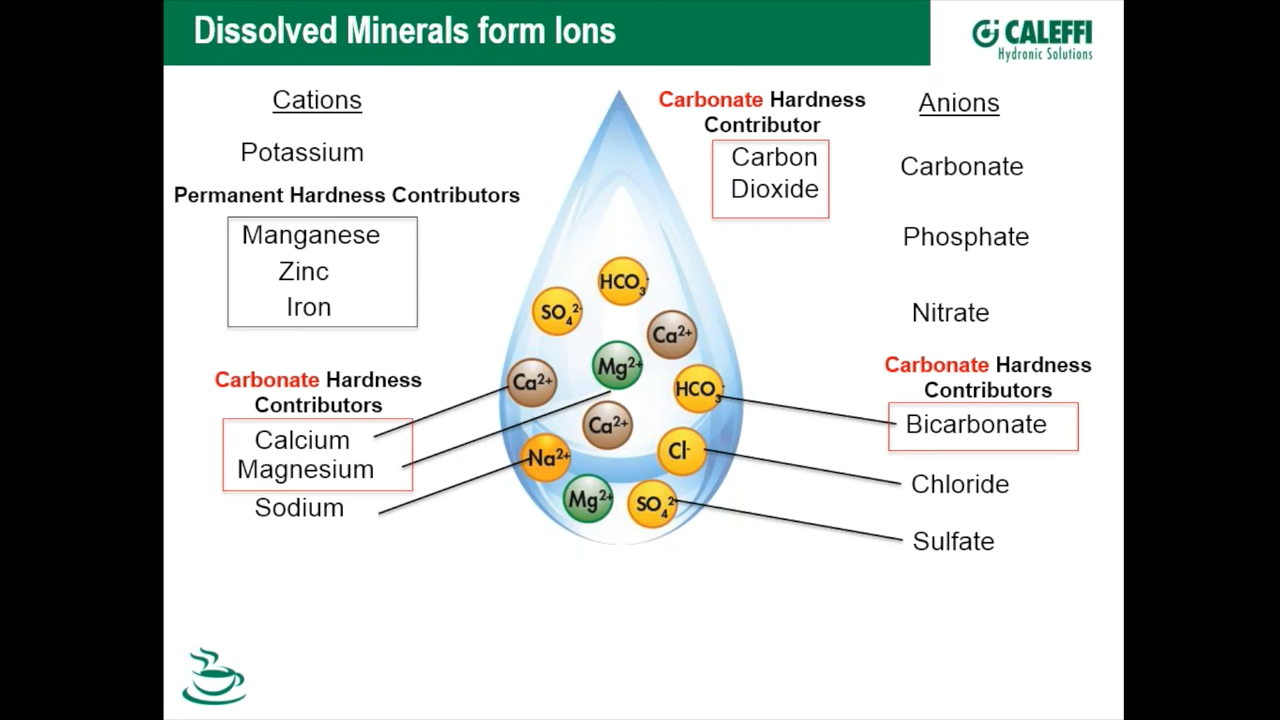 Dissolved Minerals form Ions
CALEFFI
Hydronic Solutions
Cations
Potassium
Permanent Hardness Contributors
Manganese
Zinc
Iron
Carbonate Hardness
Contributors
Calcium
Magnesium
Sodium
HCO₃⁻
SO₄²⁻
Ca²⁺
Mg²⁺
Ca²⁺
HCO₃⁻
Ca²⁺
Na²⁺
Cl⁻
Mg²⁺
SO₄²⁻
Carbonate Hardness
Contributor
Carbon
Dioxide
Anions
Carbonate
Phosphate
Nitrate
Carbonate Hardness
Contributors
Bicarbonate
Chloride
Sulfate